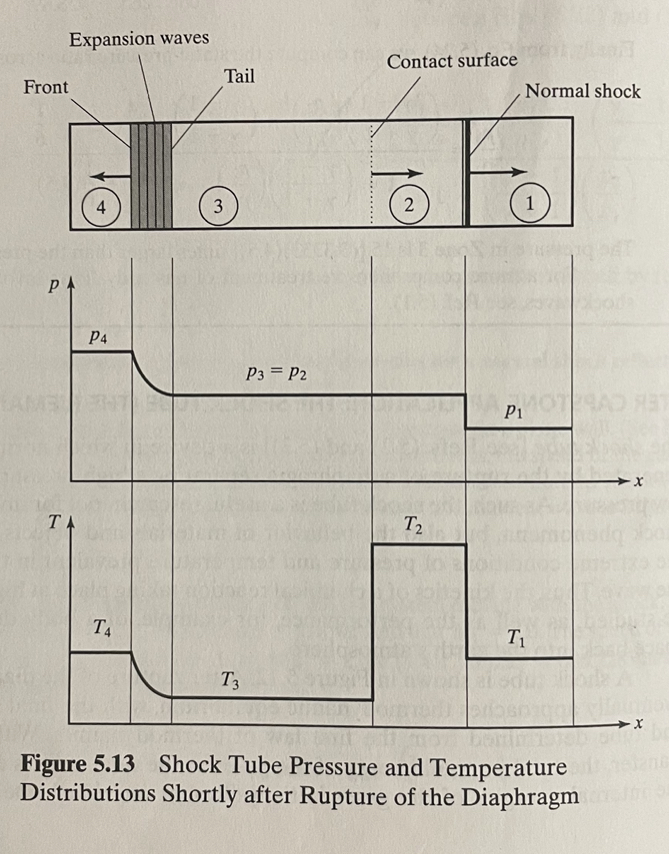 Expansion waves
Front
Tail
Contact surface
Normal shock
4
3
2
1
p
p4
p3 = p2
p1
x
T
T2
T4
T1
T3
x
Figure 5.13 Shock Tube Pressure and Temperature
Distributions Shortly after Rupture of the Diaphragm